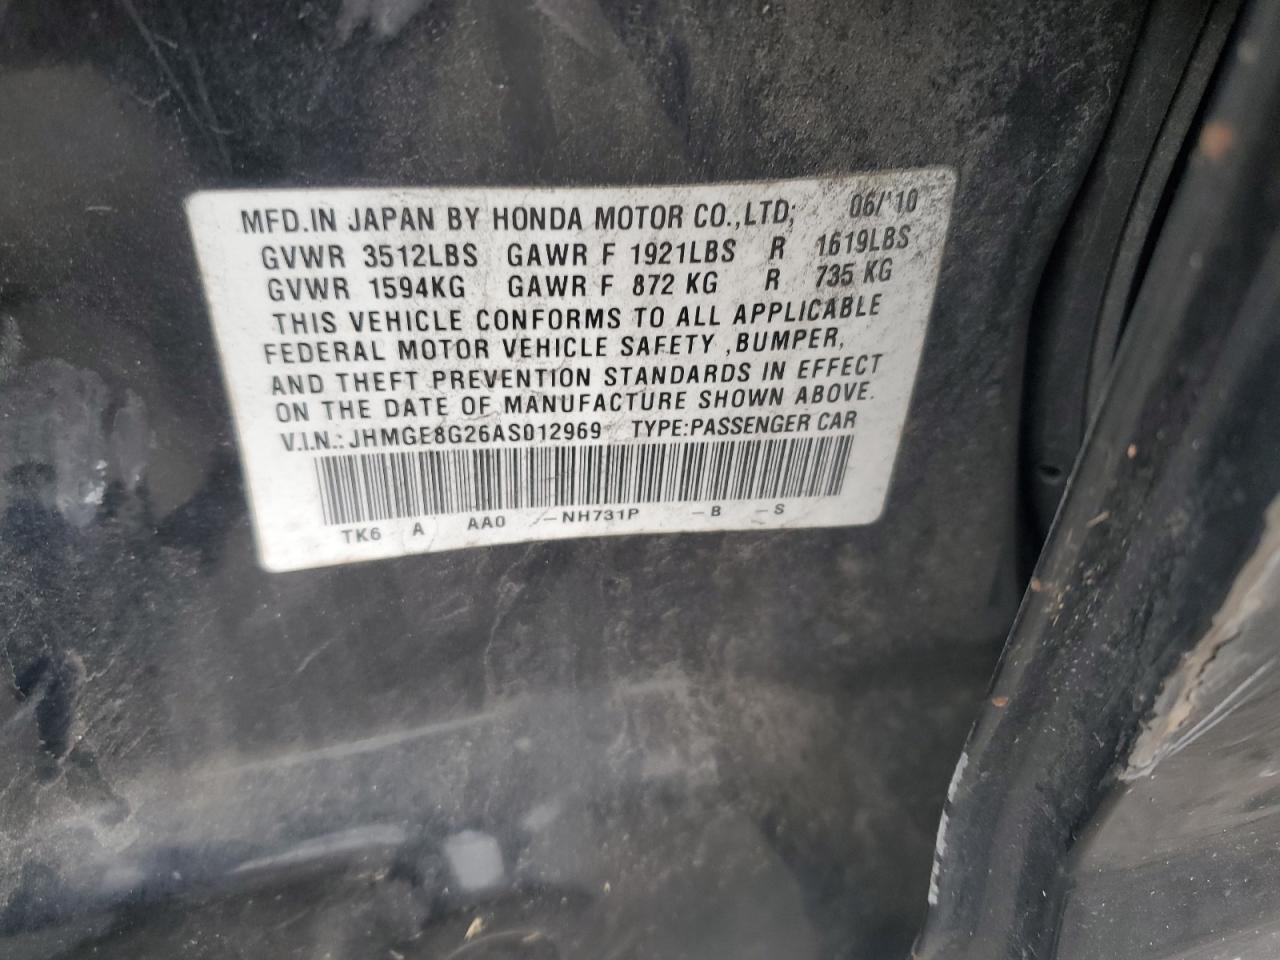 MFD.IN JAPAN BY HONDA MOTOR CO.,LTD; 06/'10
GVWR 3512LBS GAWR F 1921LBS R 1619LBS
GVWR 1594KG GAWR F 872 KG R 735 KG
THIS VEHICLE CONFORMS TO ALL APPLICABLE
FEDERAL MOTOR VEHICLE SAFETY ,BUMPER,
AND THEFT PREVENTION STANDARDS IN EFFECT
ON THE DATE OF MANUFACTURE SHOWN ABOVE.
V.I.N.: JHMGE8G26AS012969 TYPE:PASSENGER CAR
TK6 A AA0 -NH731P -B -S